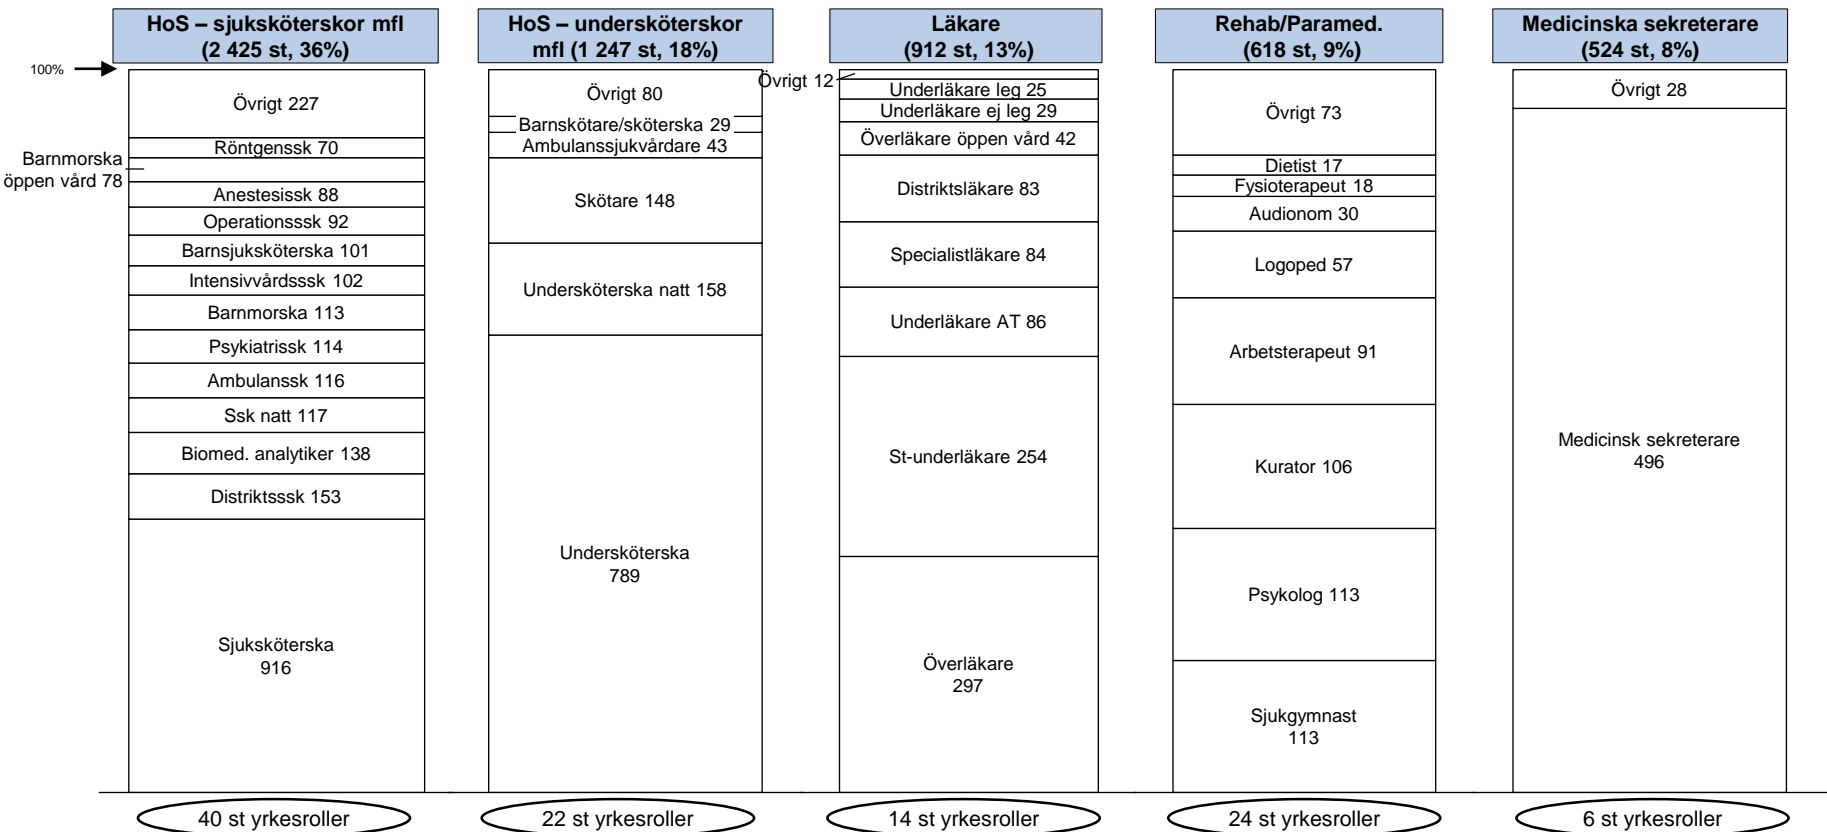 HoS – sjuksköterskor mfl
(2 425 st, 36%)
HoS – undersköterskor
mfl (1 247 st, 18%)
Läkare
(912 st, 13%)
Rehab/Paramed.
(618 st, 9%)
Medicinska sekreterare
(524 st, 8%)
100%
Övrigt 227
Röntgenssk 70
Barnmorska
öppen vård 78
Anestesissk 88
Operationsssk 92
Barnsjuksköterska 101
Intensivvårdsssk 102
Barnmorska 113
Psykiatrissk 114
Ambulanssk 116
Ssk natt 117
Biomed. analytiker 138
Distriktsssk 153
Sjuksköterska
916
40 st yrkesroller
Övrigt 80
Barnskötare/sköterska 29
Ambulanssjukvårdare 43
Skötare 148
Undersköterska natt 158
Undersköterska
789
22 st yrkesroller
Övrigt 12
Underläkare leg 25
Underläkare ej leg 29
Överläkare öppen vård 42
Distriktsläkare 83
Specialistläkare 84
Underläkare AT 86
St-underläkare 254
Överläkare
297
14 st yrkesroller
Övrigt 73
Dietist 17
Fysioterapeut 18
Audionom 30
Logoped 57
Arbetsterapeut 91
Kurator 106
Psykolog 113
Sjukgymnast
113
24 st yrkesroller
Övrigt 28
Medicinsk sekreterare
496
6 st yrkesroller